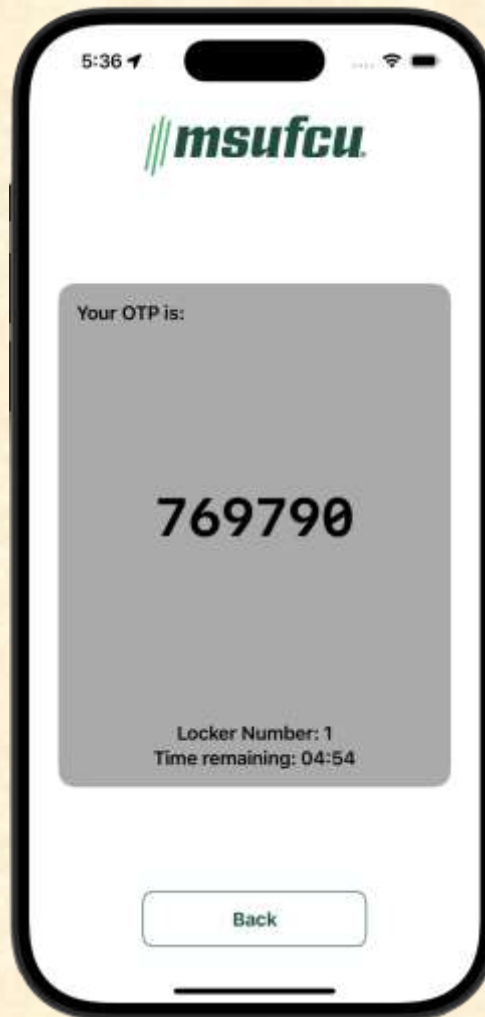 5:36
msufcu
Your OTP is:
769790
Locker Number: 1
Time remaining: 04:54
Back